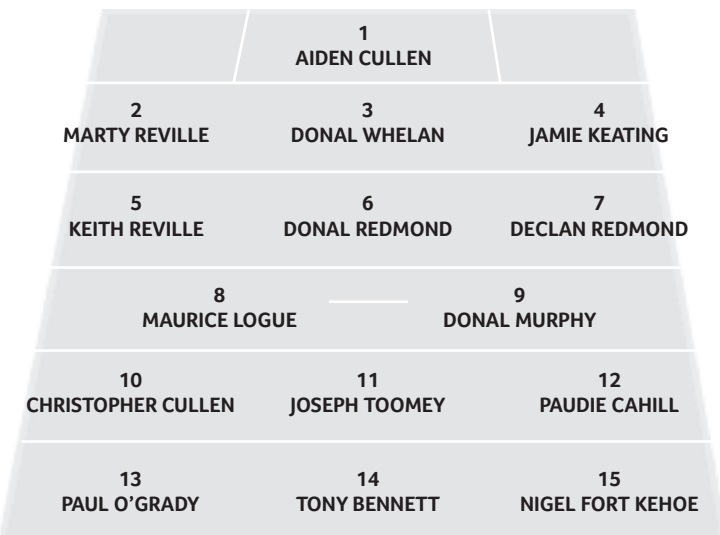 1
AIDEN CULLEN
2
MARTY REVILLE
3
DONAL WHELAN
4
JAMIE KEATING
5
KEITH REVILLE
6
DONAL REDMOND
7
DECLAN REDMOND
8
MAURICE LOGUE
9
DONAL MURPHY
10
CHRISTOPHER CULLEN
11
JOSEPH TOOMEY
12
PAUDIE CAHILL
13
PAUL O’GRADY
14
TONY BENNETT
15
NIGEL FORT KEHOE